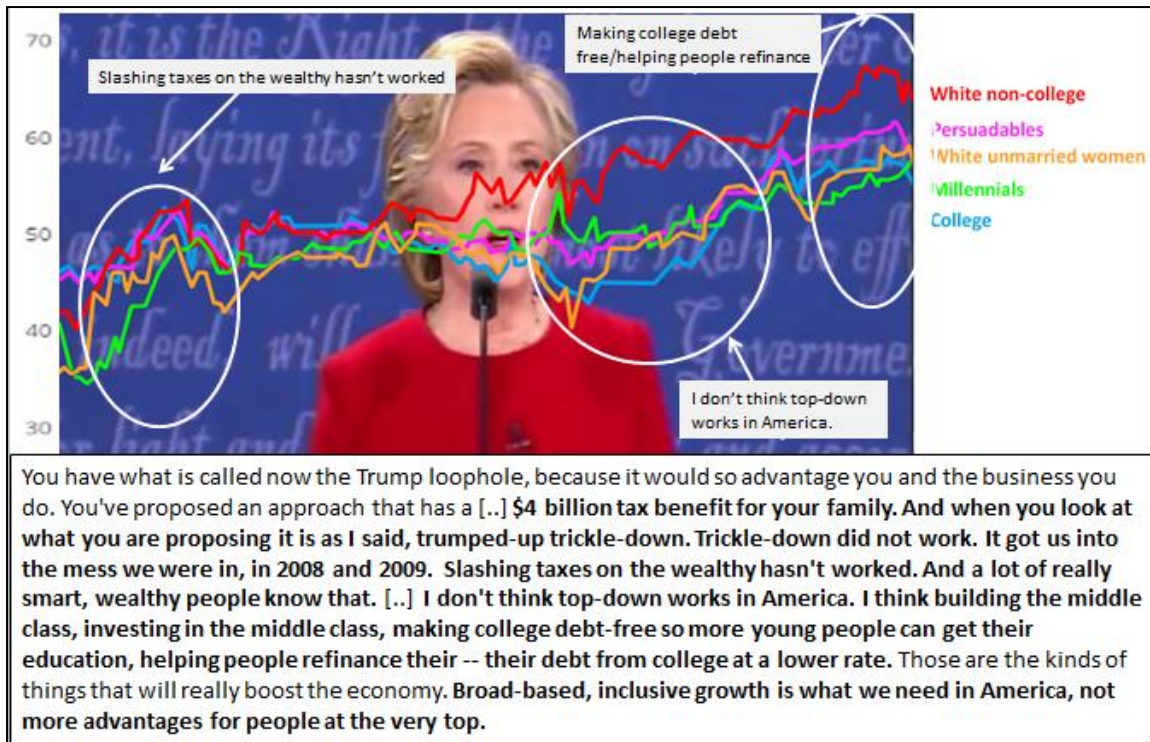 70
60
50
40
30
Slashing taxes on the wealthy hasn't worked
Making college debt
free/helping people refinance
I don't think top-down
works in America.
White non-college
Persuadables
White unmarried women
Millennials
College
You have what is called now the Trump loophole, because it would so advantage you and the business you
do. You've proposed an approach that has a [..] $4 billion tax benefit for your family. And when you look at
what you are proposing it is as I said, trumped-up trickle-down. Trickle-down did not work. It got us into
the mess we were in, in 2008 and 2009. Slashing taxes on the wealthy hasn't worked. And a lot of really
smart, wealthy people know that. [..] I don't think top-down works in America. I think building the middle
class, investing in the middle class, making college debt-free so more young people can get their
education, helping people refinance their -- their debt from college at a lower rate. Those are the kinds of
things that will really boost the economy. Broad-based, inclusive growth is what we need in America, not
more advantages for people at the very top.